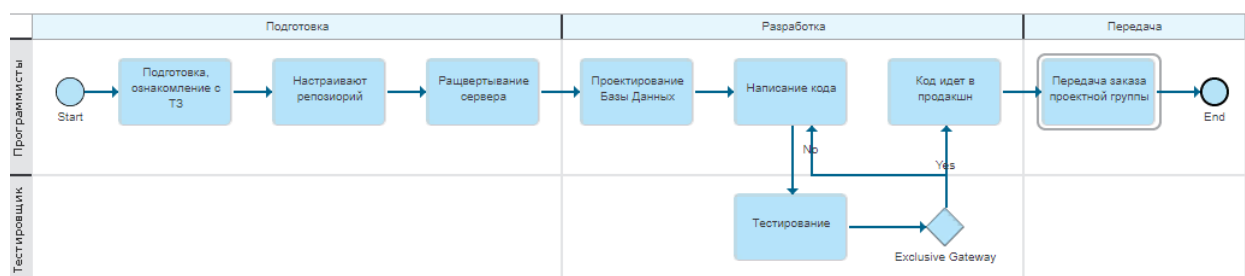 Подготовка
Разработка
Передача
Программисты
Start
Подготовка,
ознакомление с
ТЗ
Настраивают
репозиорий
Ращвертывание
сервера
Проектирование
Базы Данных
Написание кода
Код идет в
продакшн
Передача заказа
проектной группы
End
No
Yes
Тестировщик
Тестирование
Exclusive Gateway